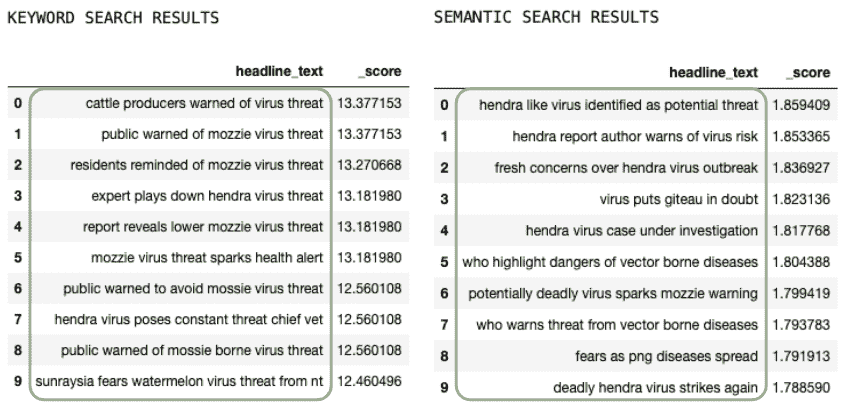 KEYWORD SEARCH RESULTS
headline_text _score
0 cattle producers warned of virus threat 13.377153
1 public warned of mozzie virus threat 13.377153
2 residents reminded of mozzie virus threat 13.270668
3 expert plays down hendra virus threat 13.181980
4 report reveals lower mozzie virus threat 13.181980
5 mozzie virus threat sparks health alert 13.181980
6 public warned to avoid mossie virus threat 12.560108
7 hendra virus poses constant threat chief vet 12.560108
8 public warned of mossie borne virus threat 12.560108
9 sunraysia fears watermelon virus threat from nt 12.460496
SEMANTIC SEARCH RESULTS
headline_text _score
0 hendra like virus identified as potential threat 1.859409
1 hendra report author warns of virus risk 1.853365
2 fresh concerns over hendra virus outbreak 1.836927
3 virus puts giteau in doubt 1.823136
4 hendra virus case under investigation 1.817768
5 who highlight dangers of vector borne diseases 1.804388
6 potentially deadly virus sparks mozzie warning 1.799419
7 who warns threat from vector borne diseases 1.793783
8 fears as png diseases spread 1.791913
9 deadly hendra virus strikes again 1.788590